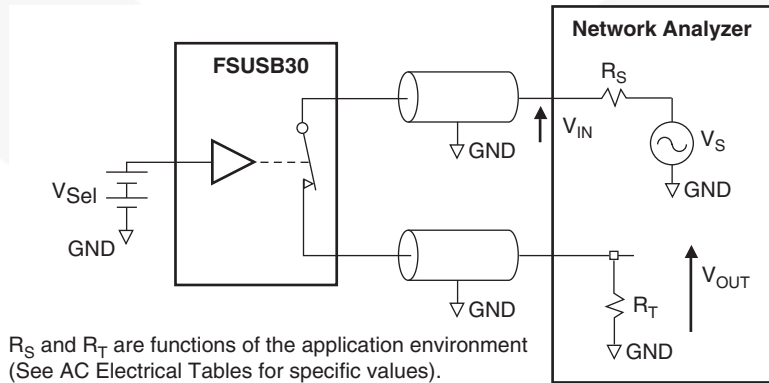 Network Analyzer
FSUSB30
R_S
V_IN
GND
V_S
GND
V_Sel
GND
GND
V_OUT
R_T
GND
R_S and R_T are functions of the application environment
(See AC Electrical Tables for specific values).